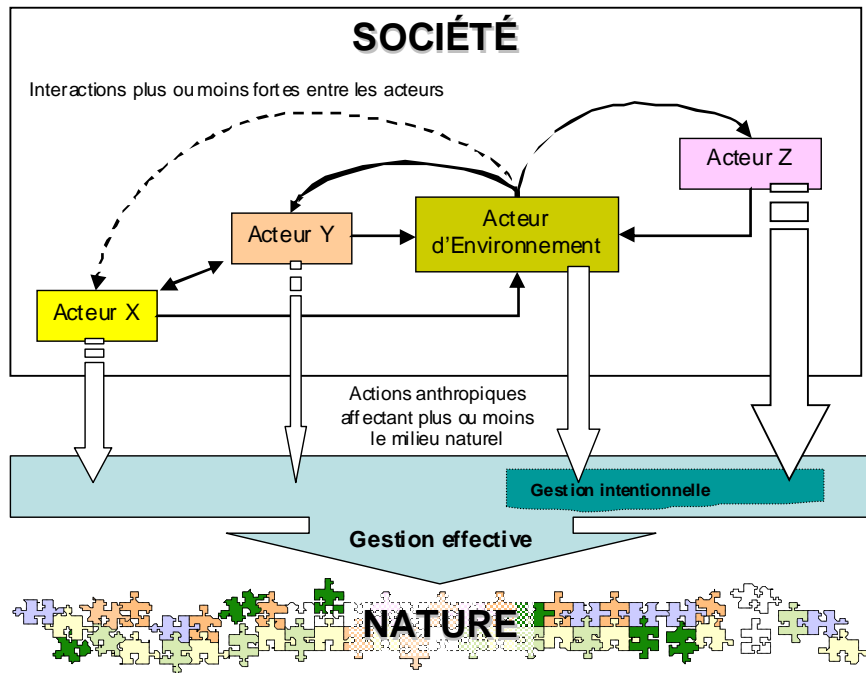 SOCIÉTÉ
Interactions plus ou moins fortes entre les acteurs
Acteur Z
Acteur
d'Environnement
Acteur Y
Acteur X
Actions anthropiques
affectant plus ou moins
le milieu naturel
Gestion intentionnelle
Gestion effective
NATURE